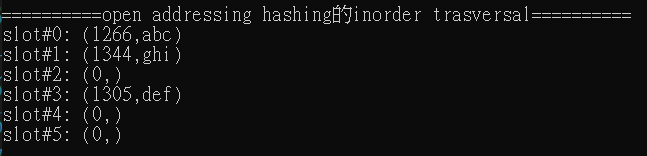 ==========open addressing hashing的inorder trasversal==========
slot#0: (1266,abc)
slot#1: (1344,ghi)
slot#2: (0,)
slot#3: (1305,def)
slot#4: (0,)
slot#5: (0,)